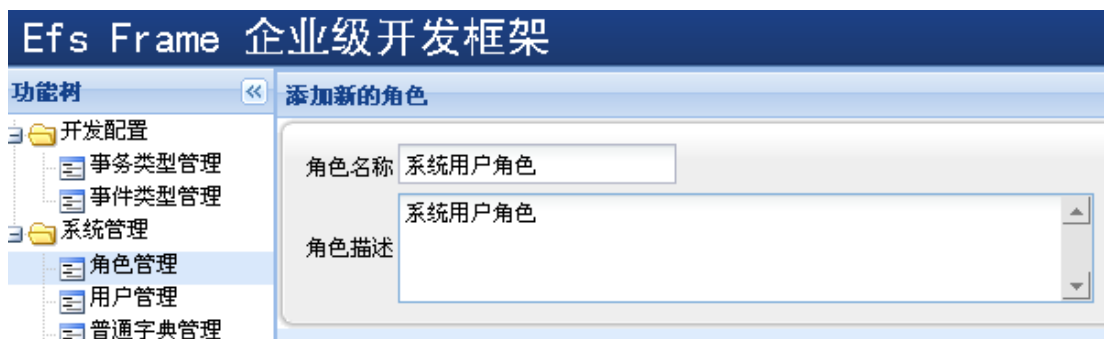 Efs Frame 企业级开发框架
功能树
添加新的角色
开发配置
事务类型管理
事件类型管理
系统管理
角色管理
用户管理
普通字典管理
角色名称 系统用户角色
角色描述 系统用户角色